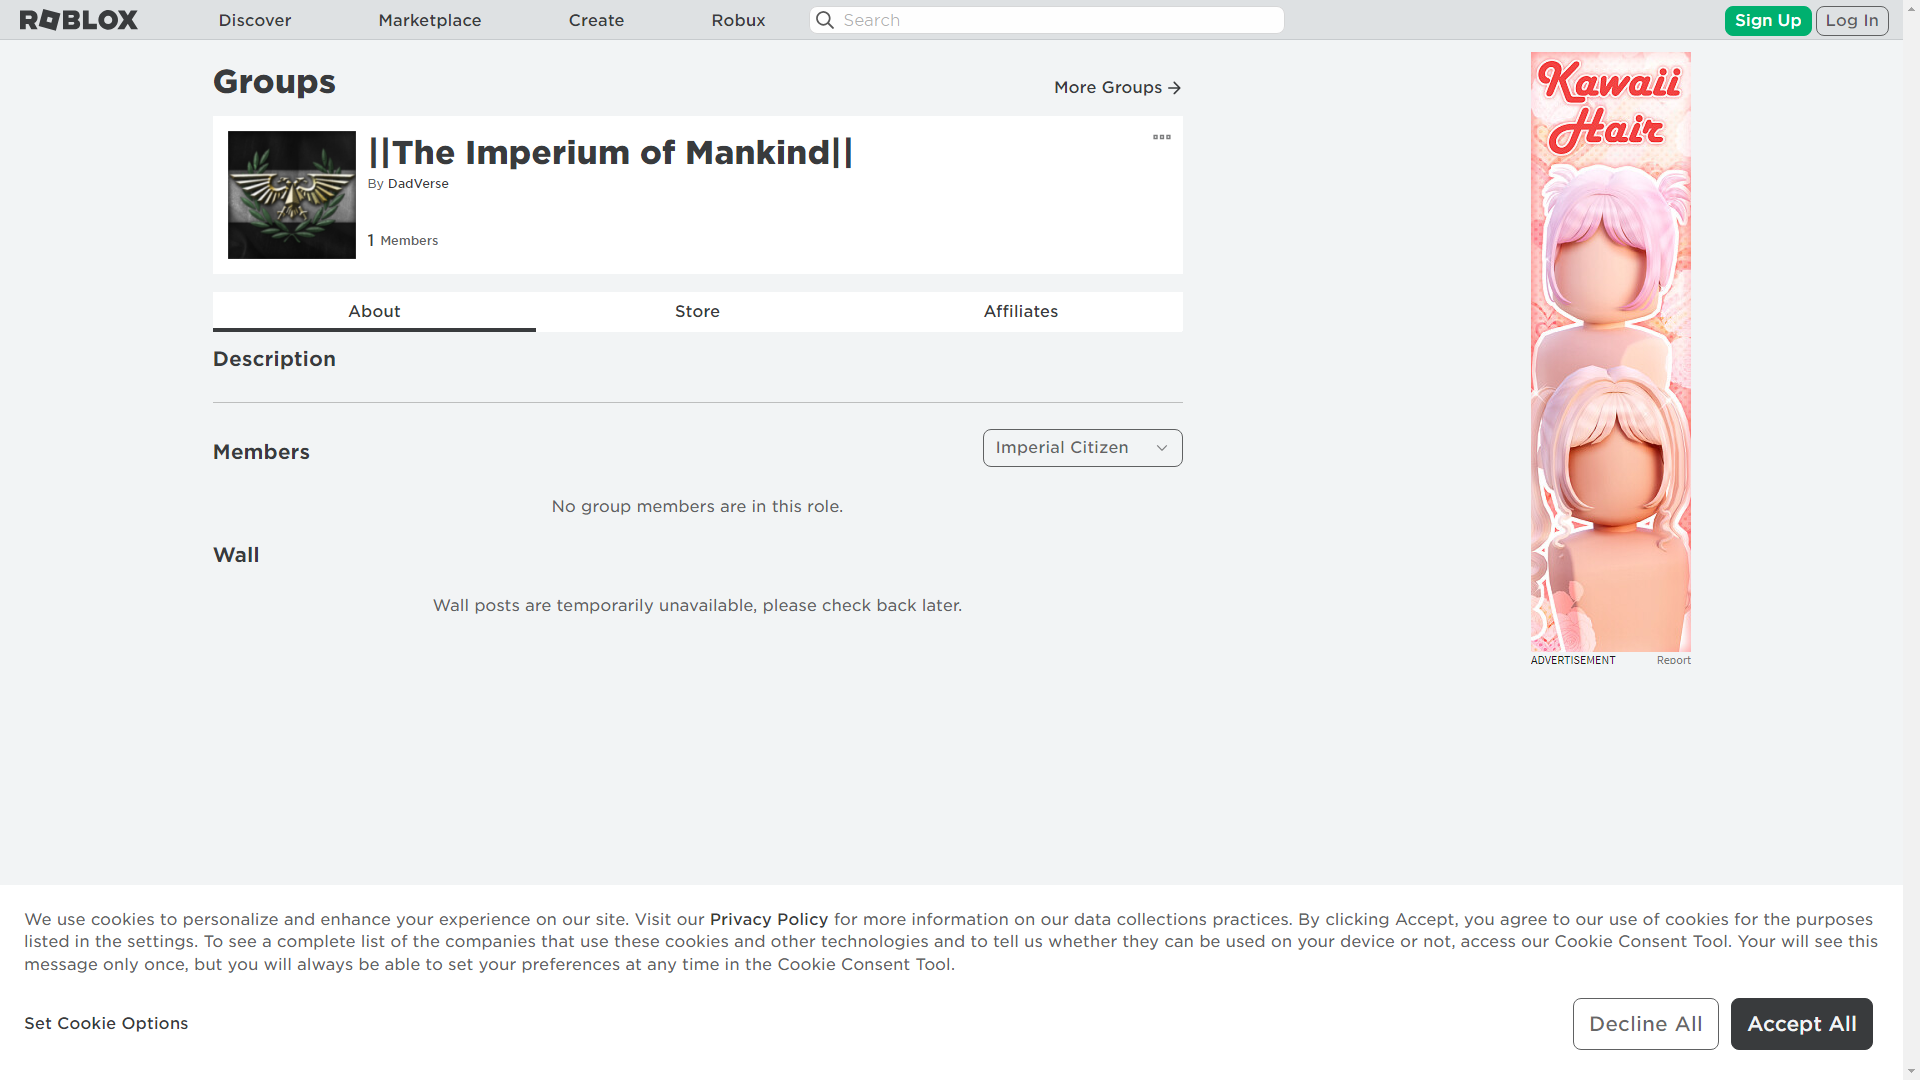 ROBLOX
Discover
Marketplace
Create
Robux
Search
Sign Up
Log In
Groups
More Groups
||The Imperium of Mankind||
By DadVerse
1 Members
About
Store
Affiliates
Description
Members
Imperial Citizen
No group members are in this role.
Wall
Wall posts are temporarily unavailable, please check back later.
Kawaii
Hair
ADVERTISEMENT
Report
We use cookies to personalize and enhance your experience on our site. Visit our Privacy Policy for more information on our data collections practices. By clicking Accept, you agree to our use of cookies for the purposes
listed in the settings. To see a complete list of the companies that use these cookies and other technologies and to tell us whether they can be used on your device or not, access our Cookie Consent Tool. Your will see this
message only once, but you will always be able to set your preferences at any time in the Cookie Consent Tool.
Set Cookie Options
Decline All
Accept All